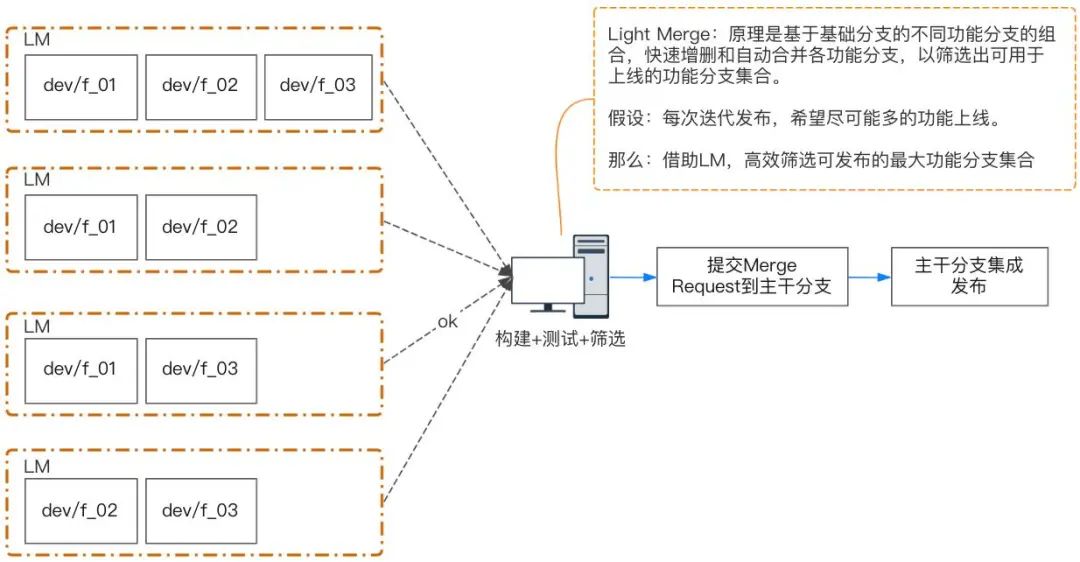 LM
dev/f_01 dev/f_02 dev/f_03
LM
dev/f_01 dev/f_02
LM
dev/f_01 dev/f_03
LM
dev/f_02 dev/f_03
ok
构建+测试+筛选
Light Merge：原理是基于基础分支的不同功能分支的组
合，快速增删和自动合并各功能分支，以筛选出可用于
上线的功能分支集合。
假设：每次迭代发布，希望尽可能多的功能上线。
那么：借助LM，高效筛选可发布的最大功能分支集合
提交Merge
Request到主干分支
主干分支集成
发布